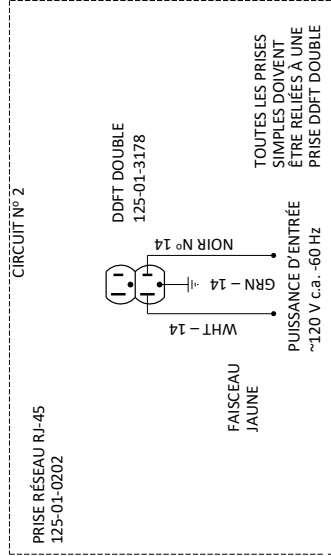 CIRCUIT Nº 2
PRISE RÉSEAU RJ-45
125-01-0202
DDFT DOUBLE
125-01-3178
NOIR Nº 14
GRN – 14
WHT – 14
FAISCEAU
JAUNE
PUISSANCE D’ENTRÉE
~120 V c.a. -60 Hz
TOUTES LES PRISES
SIMPLES DOIVENT
ÊTRE RELIÉES À UNE
PRISE DDFT DOUBLE